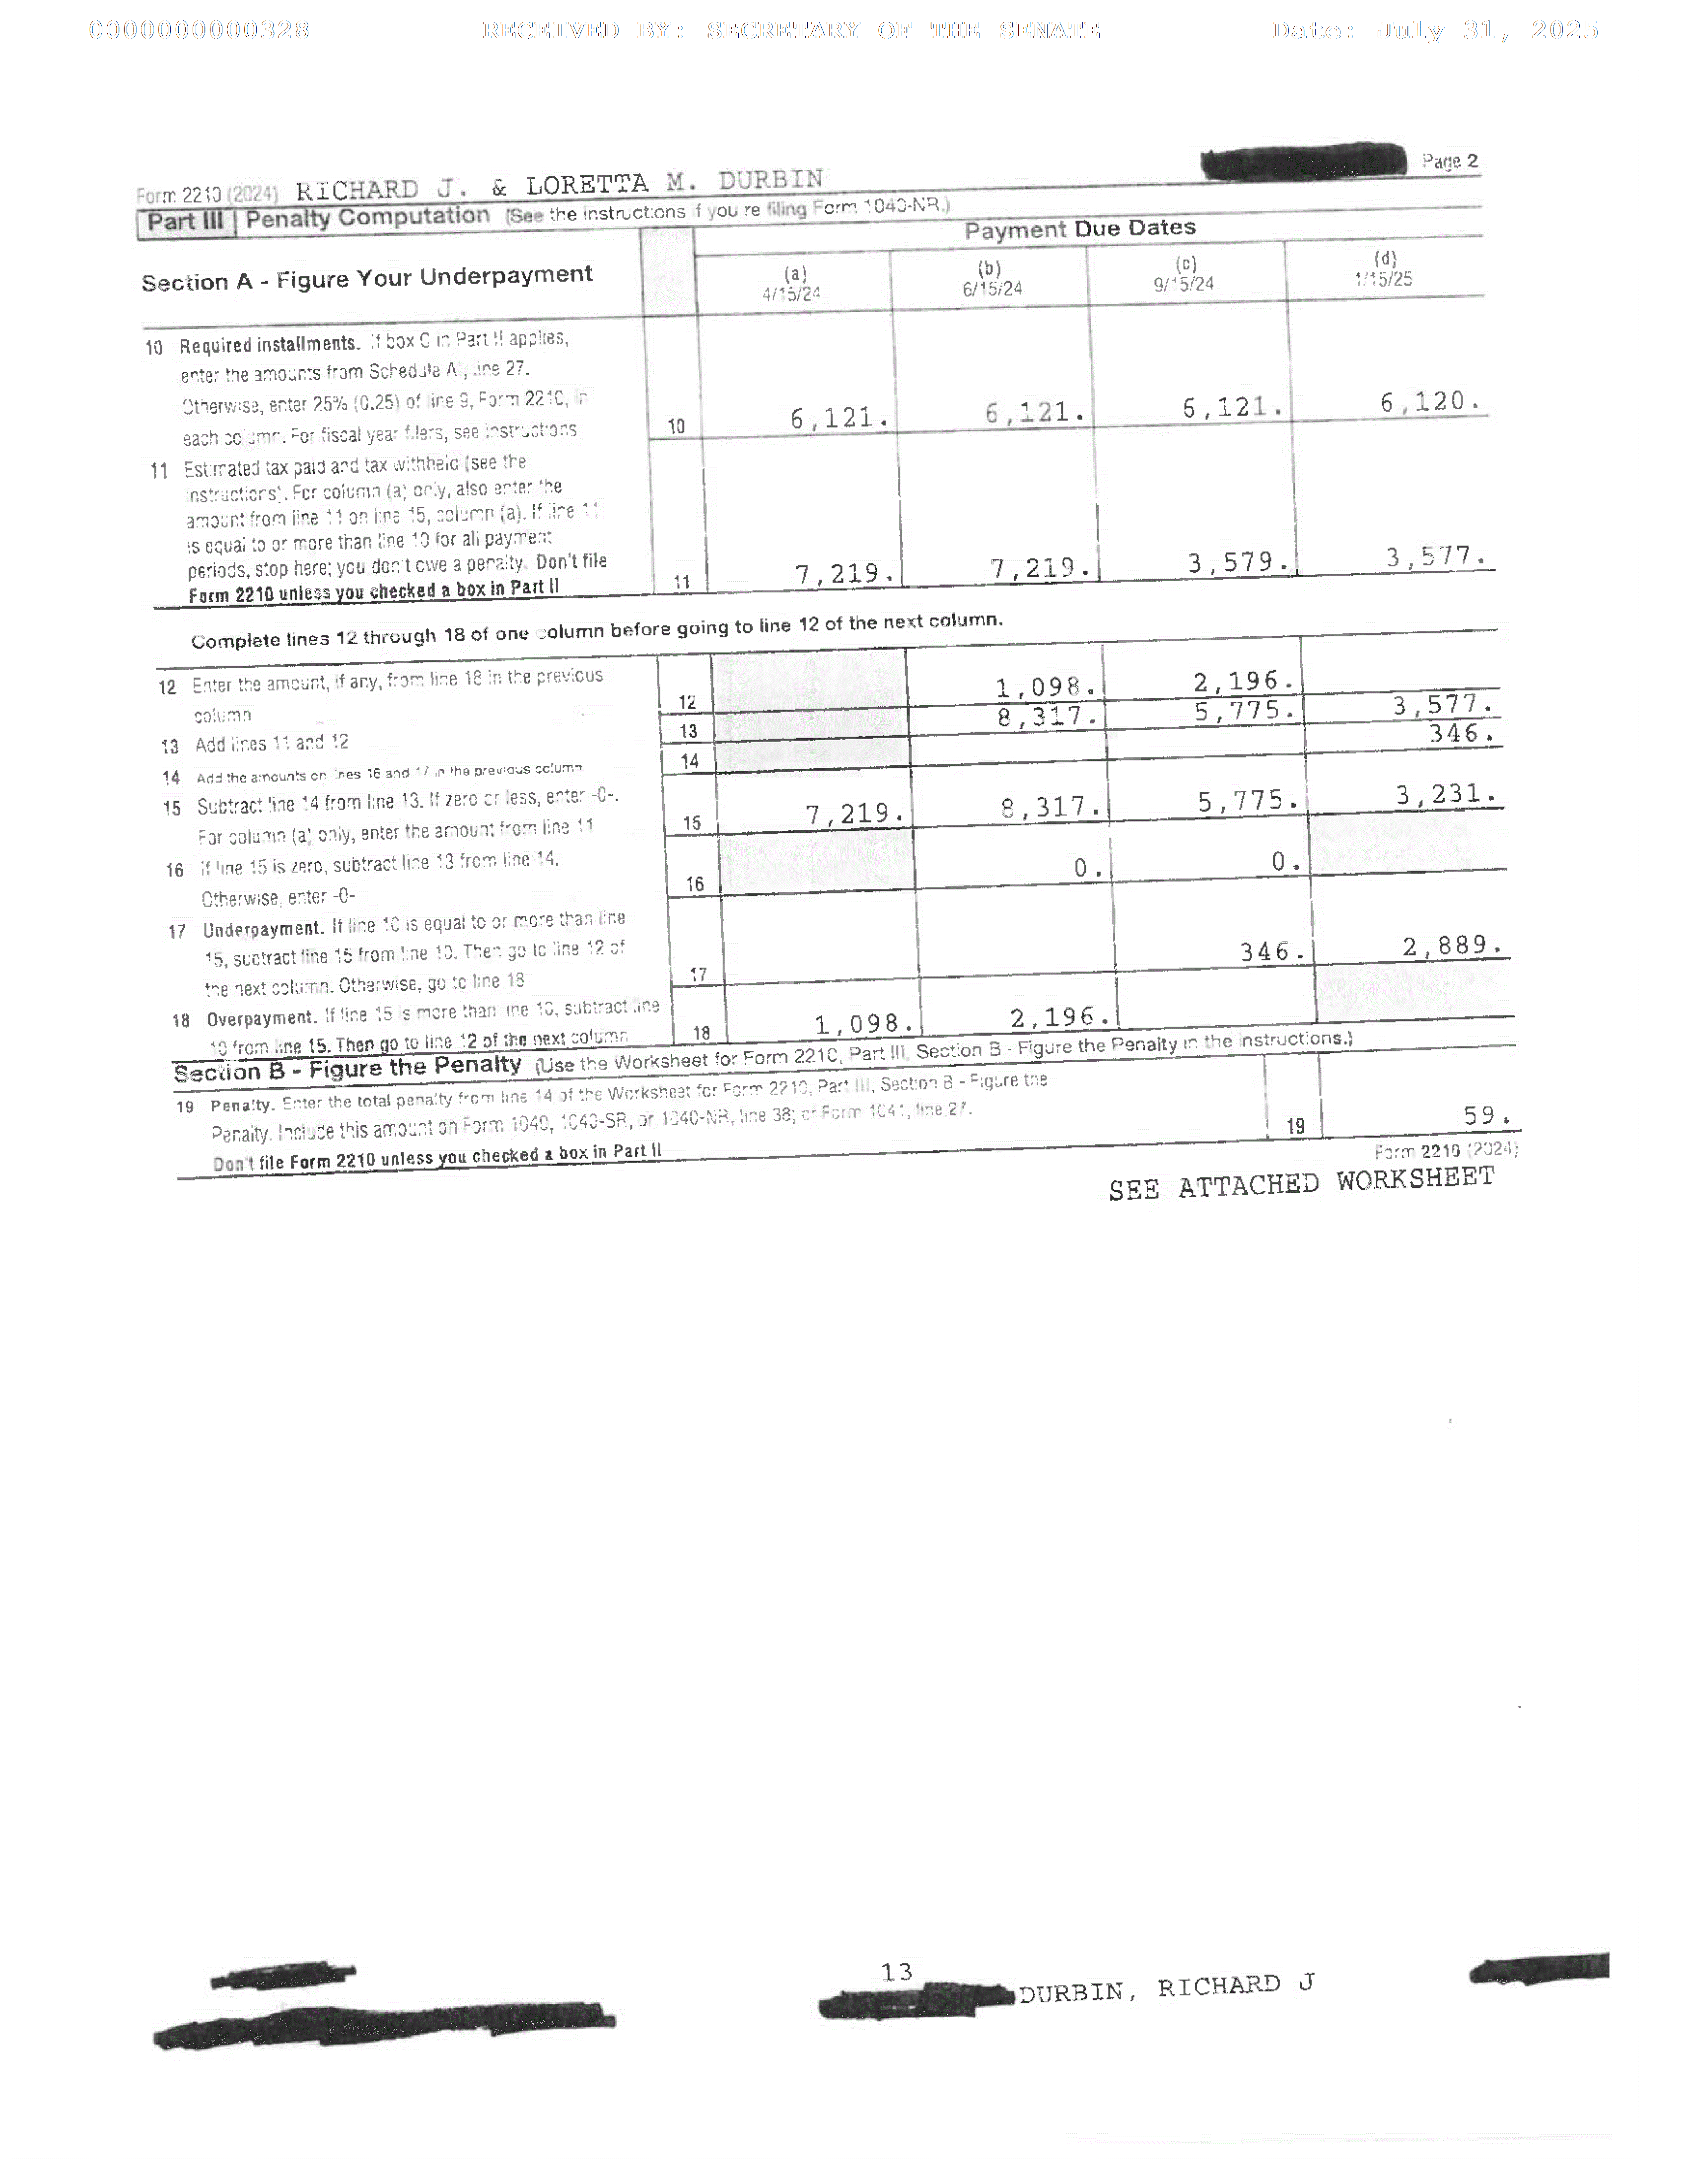 0000000000328 RECEIVED BY: SECRETARY OF THE SENATE Date: July 31, 2025
Form 2210 (2024) RICHARD J. & LORETTA M. DURBIN Page 2
Part III Penalty Computation (See the instructions if you're filing Form 1040-NR.)
Payment Due Dates
Section A - Figure Your Underpayment
(a) 4/15/24 (b) 6/15/24 (c) 9/15/24 (d) 1/15/25
10 Required installments. If box C in Part II applies,
enter the amounts from Schedule AI, line 27.
Otherwise, enter 25% (0.25) of line 9, Form 2210, in
each column. For fiscal year filers, see instructions 10 6,121. 6,121. 6,121. 6,120.
11 Estimated tax paid and tax withheld (see the
instructions). For column (a) only, also enter the
amount from line 11 on line 15, column (a). If line 11
is equal to or more than line 10 for all payment
periods, stop here; you don't owe a penalty. Don't file
Form 2210 unless you checked a box in Part II 11 7,219. 7,219. 3,579. 3,577.
Complete lines 12 through 18 of one column before going to line 12 of the next column.
12 Enter the amount, if any, from line 18 in the previous
column 12 1,098. 2,196.
13 Add lines 11 and 12 13 8,317. 5,775. 3,577.
14 Add the amounts on lines 16 and 17 in the previous column 14 346.
15 Subtract line 14 from line 13. If zero or less, enter -0-.
For column (a) only, enter the amount from line 11 15 7,219. 8,317. 5,775. 3,231.
16 If line 15 is zero, subtract line 13 from line 14.
Otherwise, enter -0- 16 0. 0.
17 Underpayment. If line 10 is equal to or more than line
15, subtract line 15 from line 10. Then go to line 12 of
the next column. Otherwise, go to line 18 17 346. 2,889.
18 Overpayment. If line 15 is more than line 10, subtract line
10 from line 15. Then go to line 12 of the next column 18 1,098. 2,196.
Section B - Figure the Penalty (Use the Worksheet for Form 2210, Part III, Section B - Figure the Penalty in the instructions.)
19 Penalty. Enter the total penalty from line 14 of the Worksheet for Form 2210, Part III, Section B - Figure the
Penalty. Include this amount on Form 1040, 1040-SR, or 1040-NR, line 38; or Form 1041, line 27.
Don't file Form 2210 unless you checked a box in Part II 19 59.
Form 2210 (2024)
SEE ATTACHED WORKSHEET
13
DURBIN, RICHARD J